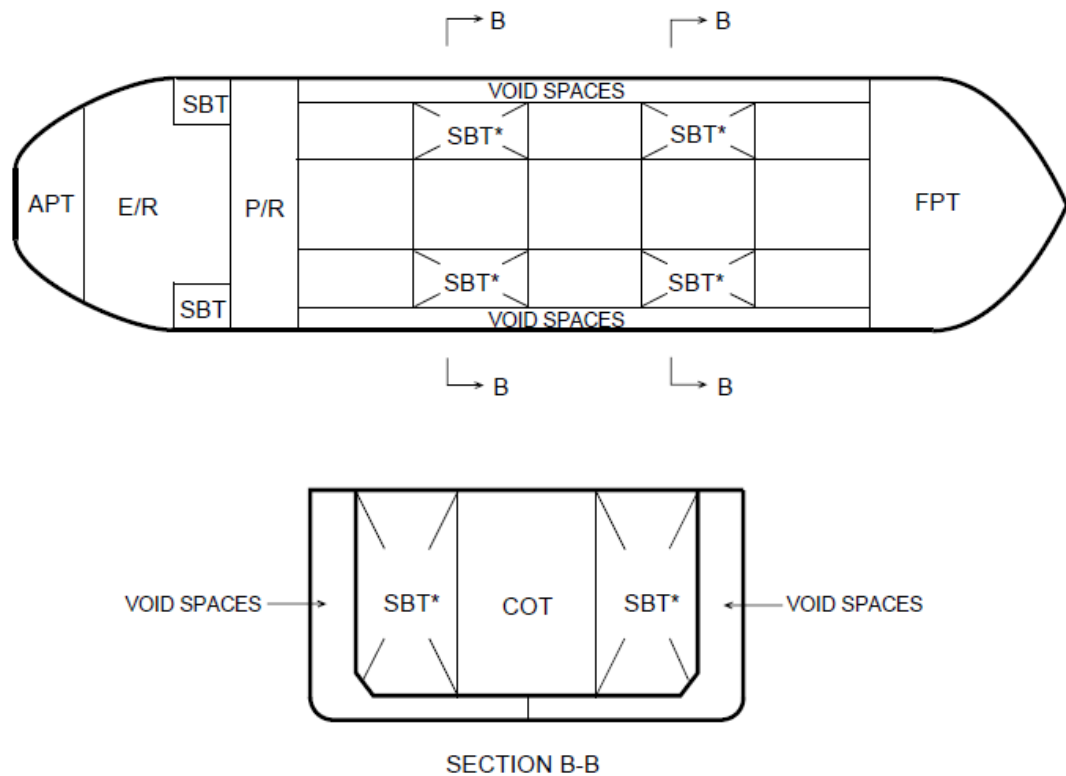 B B
SBT VOID SPACES
SBT* SBT*
APT E/R P/R FPT
SBT* SBT*
SBT VOID SPACES
B B
VOID SPACES SBT* COT SBT* VOID SPACES
SECTION B-B